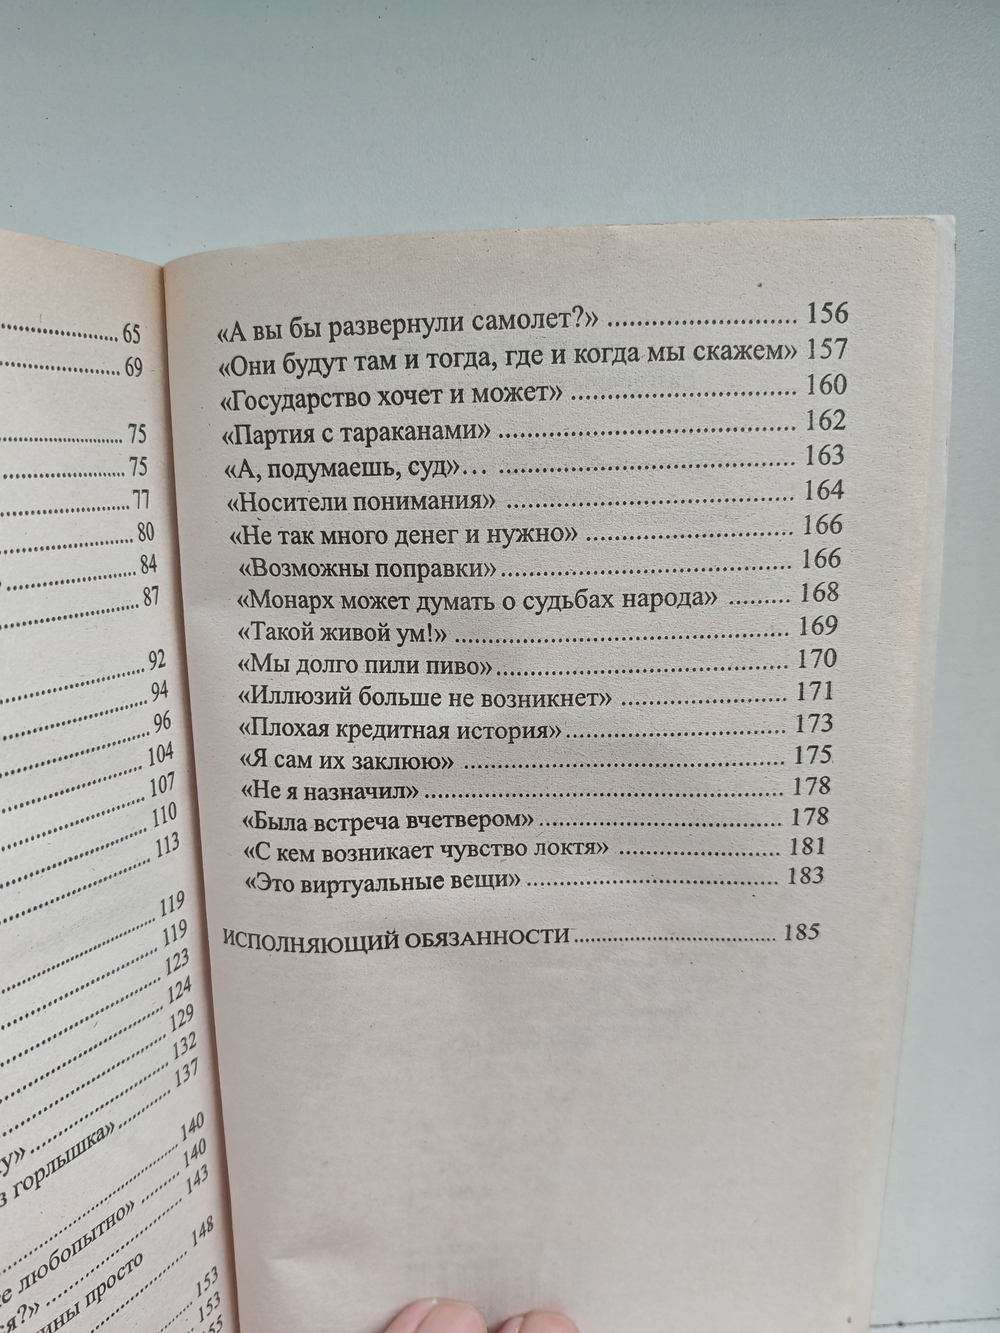 65
69
75
75
77
80
84
87
92
94
96
104
107
110
113
119
119
123
124
129
132
137
в горлышка»
140
140
143
любопытно»
148
просто
153
153
155
«А вы бы развернули самолет?» ........................... 156
«Они будут там и тогда, где и когда мы скажем» 157
«Государство хочет и может» ................................ 160
«Партия с тараканами» .......................................... 162
«А, подумаешь, суд»… .......................................... 163
«Носители понимания» ......................................... 164
«Не так много денег и нужно» .............................. 166
«Возможны поправки» .......................................... 166
«Монарх может думать о судьбах народа» ......... 168
«Такой живой ум!» ................................................ 169
«Мы долго пили пиво» .......................................... 170
«Иллюзий больше не возникнет» ........................ 171
«Плохая кредитная история» ................................ 173
«Я сам их заклюю» ................................................ 175
«Не я назначил» ..................................................... 178
«Была встреча вчетвером» .................................... 178
«С кем возникает чувство локтя» ........................ 181
«Это виртуальные вещи» ...................................... 183
ИСПОЛНЯЮЩИЙ ОБЯЗАННОСТИ ............................... 185